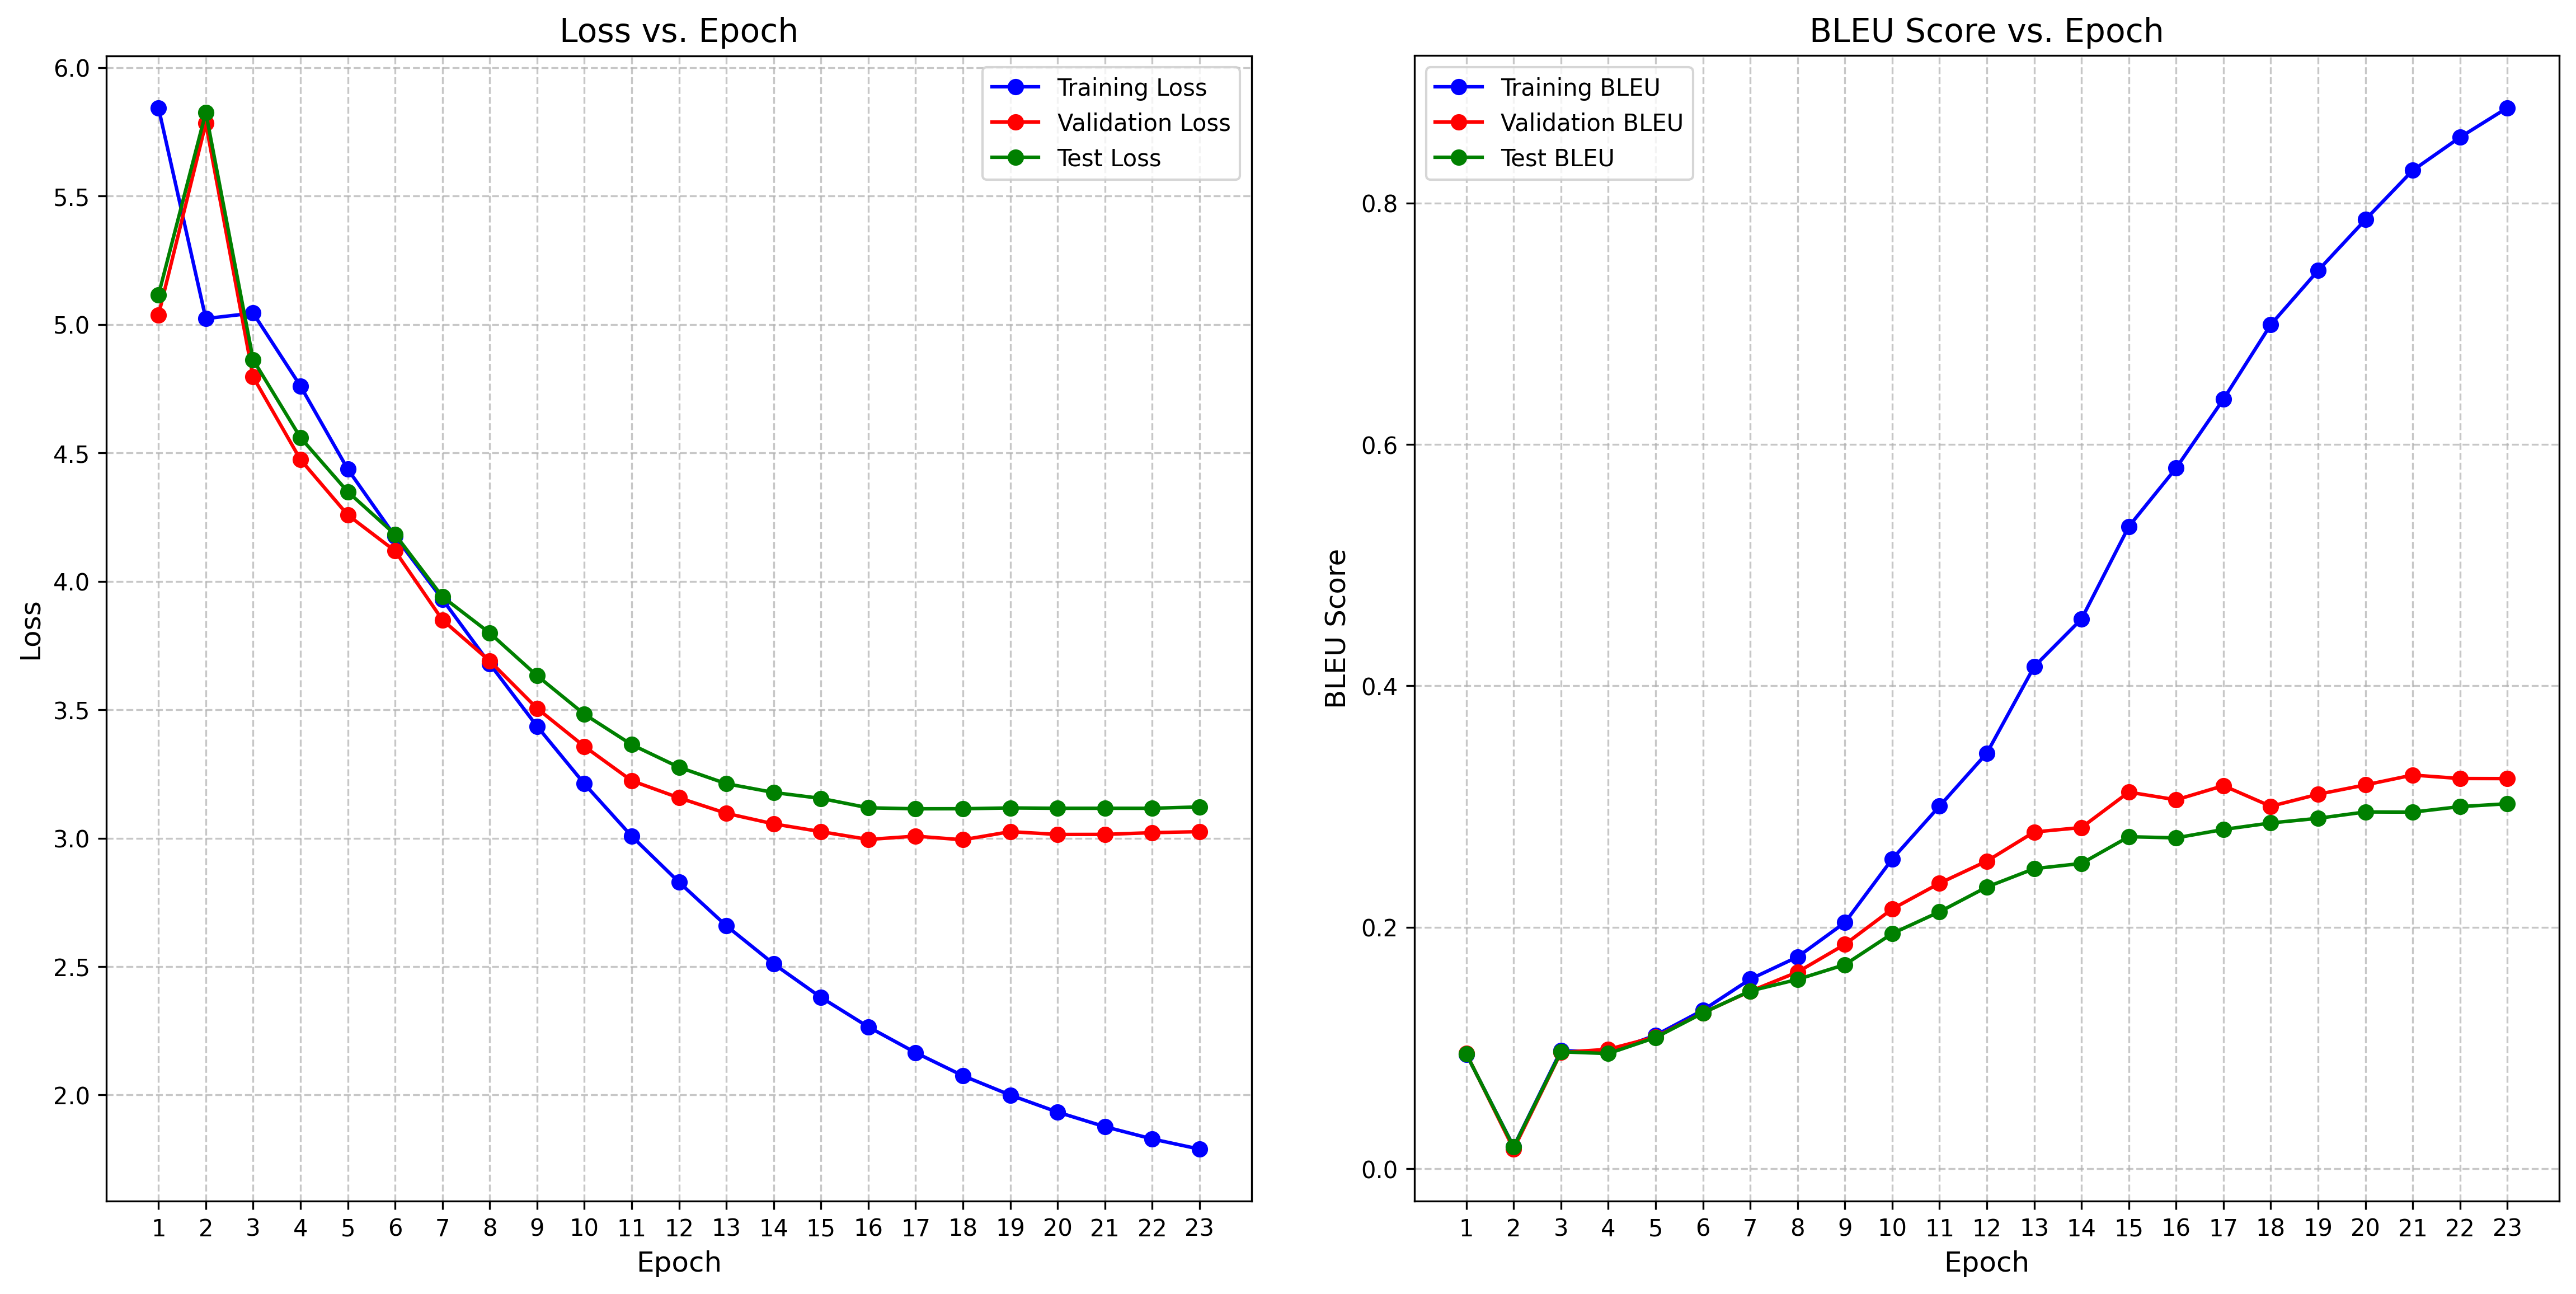 Loss vs. Epoch
6.0
5.5
5.0
4.5
4.0
3.5
3.0
2.5
2.0
Loss
Training Loss
Validation Loss
Test Loss
1 2 3 4 5 6 7 8 9 10 11 12 13 14 15 16 17 18 19 20 21 22 23
Epoch
BLEU Score vs. Epoch
Training BLEU
Validation BLEU
Test BLEU
0.8
0.6
0.4
0.2
0.0
BLEU Score
1 2 3 4 5 6 7 8 9 10 11 12 13 14 15 16 17 18 19 20 21 22 23
Epoch